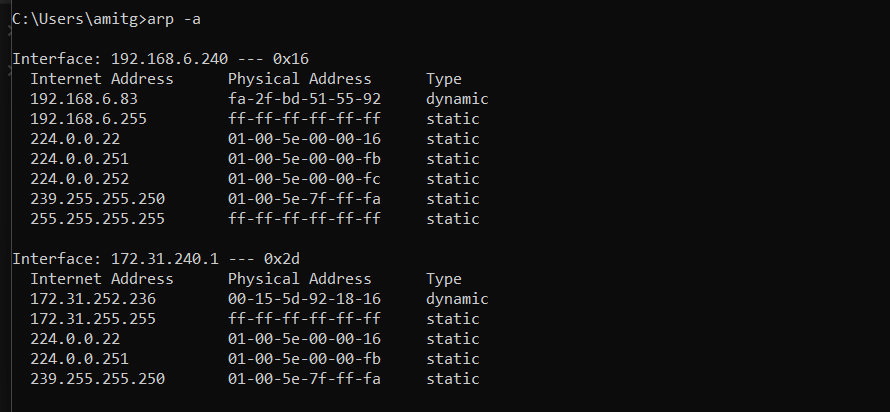 C:\Users\amitg>arp -a
Interface: 192.168.6.240 --- 0x16
Internet Address Physical Address Type
192.168.6.83 fa-2f-bd-51-55-92 dynamic
192.168.6.255 ff-ff-ff-ff-ff-ff static
224.0.0.22 01-00-5e-00-00-16 static
224.0.0.251 01-00-5e-00-00-fb static
224.0.0.252 01-00-5e-00-00-fc static
239.255.255.250 01-00-5e-7f-ff-fa static
255.255.255.255 ff-ff-ff-ff-ff-ff static
Interface: 172.31.240.1 --- 0x2d
Internet Address Physical Address Type
172.31.252.236 00-15-5d-92-18-16 dynamic
172.31.255.255 ff-ff-ff-ff-ff-ff static
224.0.0.22 01-00-5e-00-00-16 static
224.0.0.251 01-00-5e-00-00-fb static
239.255.255.250 01-00-5e-7f-ff-fa static